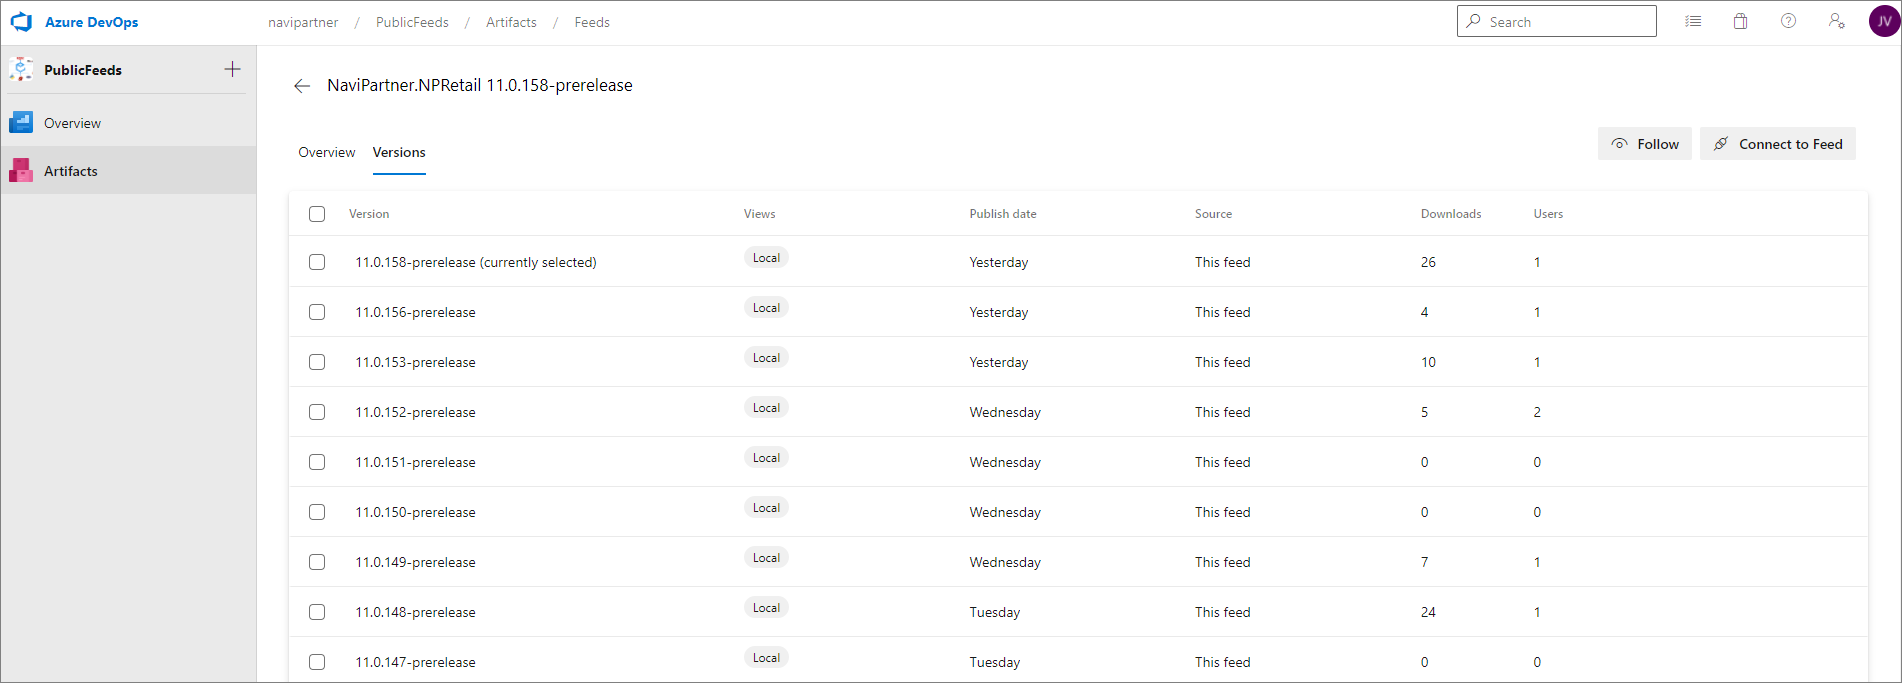 Azure DevOps navipartner / PublicFeeds / Artifacts / Feeds Search JV
PublicFeeds
Overview
Artifacts
NaviPartner.NPRetail 11.0.158-prerelease
Overview Versions Follow Connect to Feed
Version Views Publish date Source Downloads Users
11.0.158-prerelease (currently selected) Local Yesterday This feed 26 1
11.0.156-prerelease Local Yesterday This feed 4 1
11.0.153-prerelease Local Yesterday This feed 10 1
11.0.152-prerelease Local Wednesday This feed 5 2
11.0.151-prerelease Local Wednesday This feed 0 0
11.0.150-prerelease Local Wednesday This feed 0 0
11.0.149-prerelease Local Wednesday This feed 7 1
11.0.148-prerelease Local Tuesday This feed 24 1
11.0.147-prerelease Local Tuesday This feed 0 0